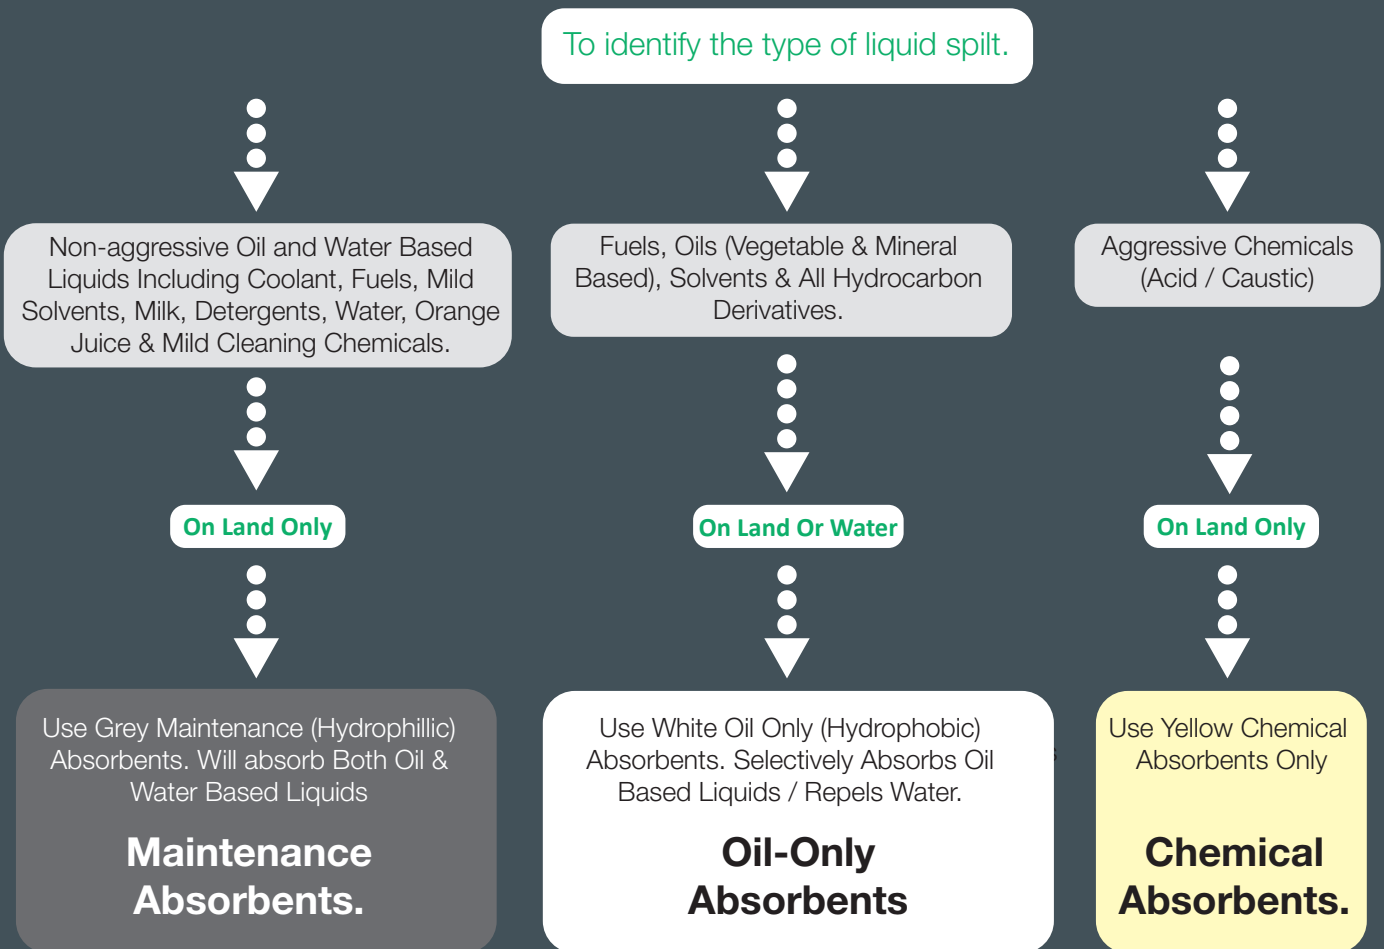 To identify the type of liquid spilt.
Non-aggressive Oil and Water Based
Liquids Including Coolant, Fuels, Mild
Solvents, Milk, Detergents, Water, Orange
Juice & Mild Cleaning Chemicals.
Fuels, Oils (Vegetable & Mineral
Based), Solvents & All Hydrocarbon
Derivatives.
Aggressive Chemicals
(Acid / Caustic)
On Land Only
On Land Or Water
On Land Only
Use Grey Maintenance (Hydrophillic)
Absorbents. Will absorb Both Oil &
Water Based Liquids
Maintenance
Absorbents.
Use White Oil Only (Hydrophobic)
Absorbents. Selectively Absorbs Oil
Based Liquids / Repels Water.
Oil-Only
Absorbents
Use Yellow Chemical
Absorbents Only
Chemical
Absorbents.